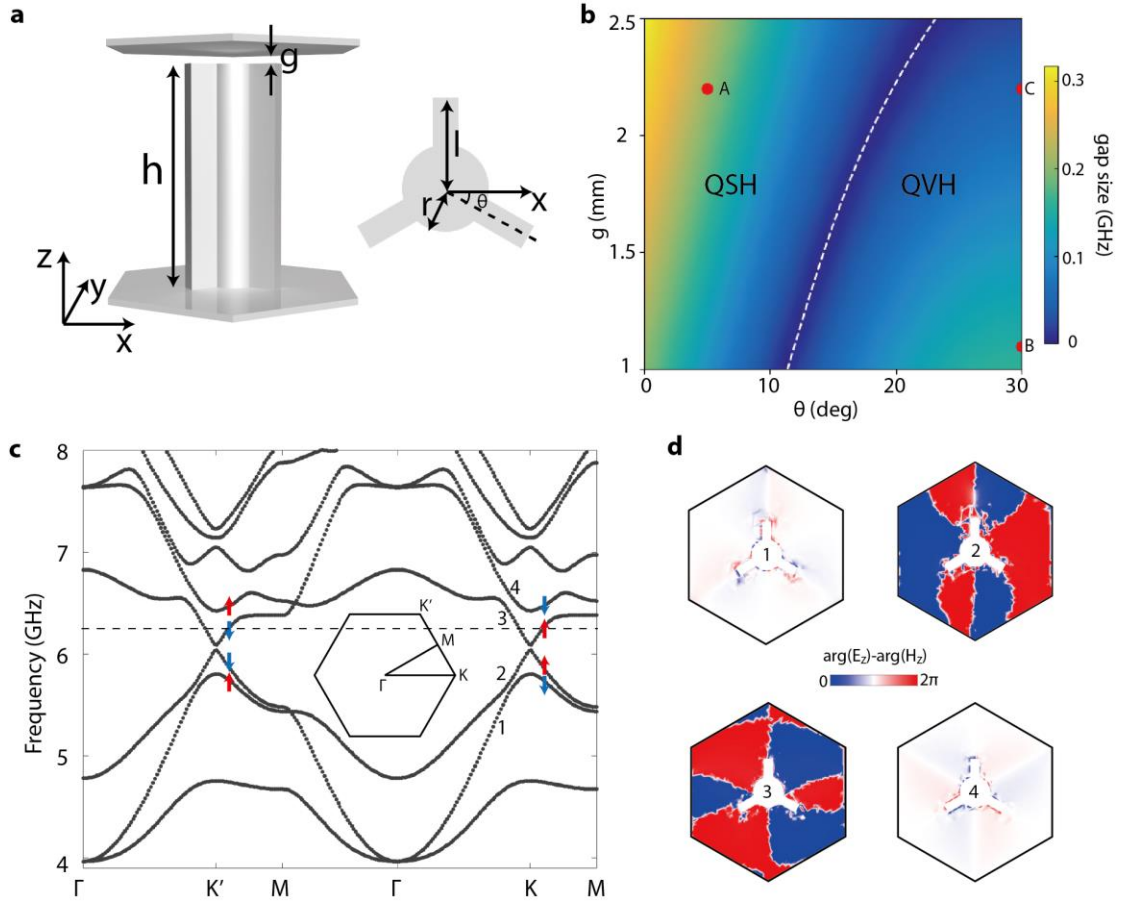 a
g
h
z
y
x
l
r
x
θ
b
2.5
2
1.5
1
g (mm)
0
10
20
30
θ (deg)
A
C
B
QSH
QVH
0.3
0.2
0.1
0
gap size (GHz)
c
8
7
6
5
4
Frequency (GHz)
4
3
2
1
K'
M
Γ
K
Γ
K'
M
Γ
K
M
d
1
2
arg(E_z)-arg(H_z)
0
2π
3
4